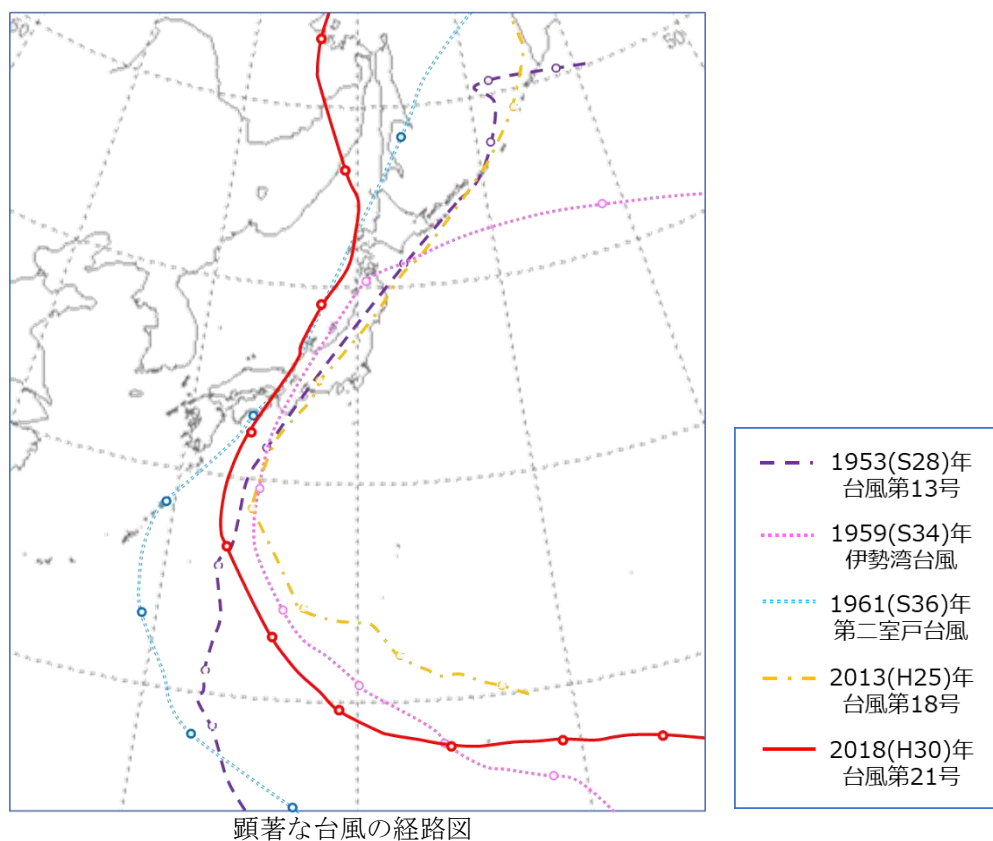 50°
50°
1953(S28)年
台風第13号
1959(S34)年
伊勢湾台風
1961(S36)年
第二室戸台風
2013(H25)年
台風第18号
2018(H30)年
台風第21号
顕著な台風の経路図